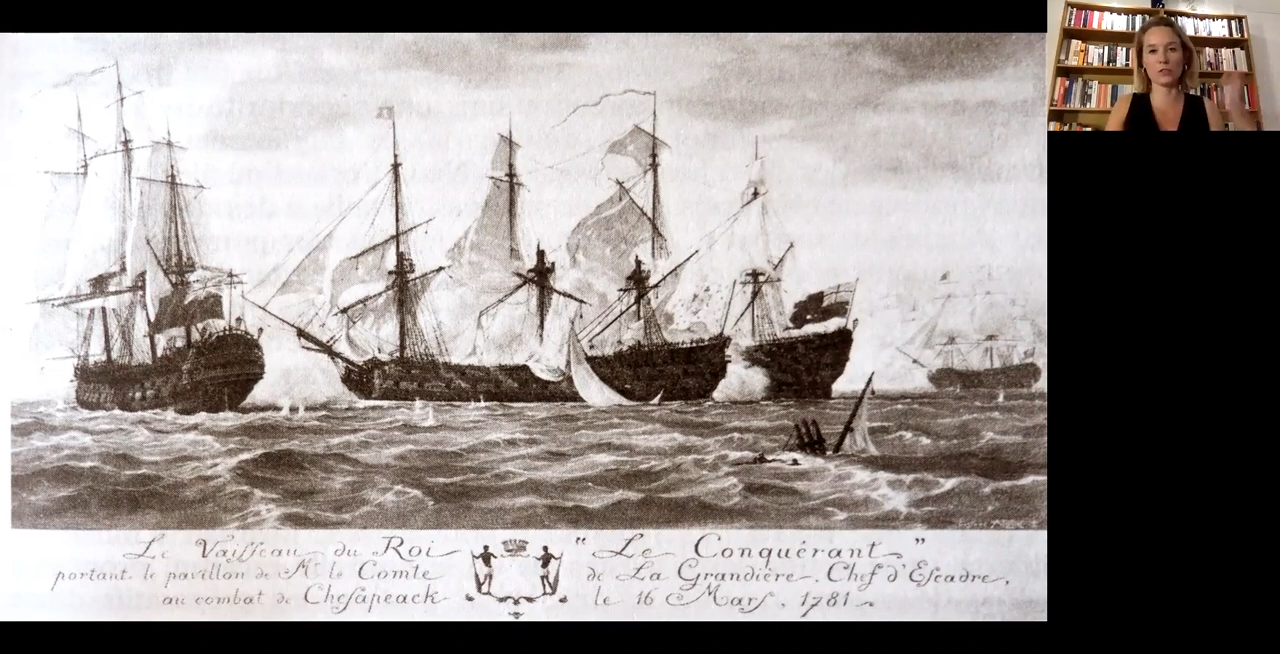 Le Vaiſſeau du Roi “Le Conquérant”
portant le pavillon de Mr le Comte de La Grandière, Chef d'Eſcadre,
au combat de Cheſapeack le 16 Marſ, 1781